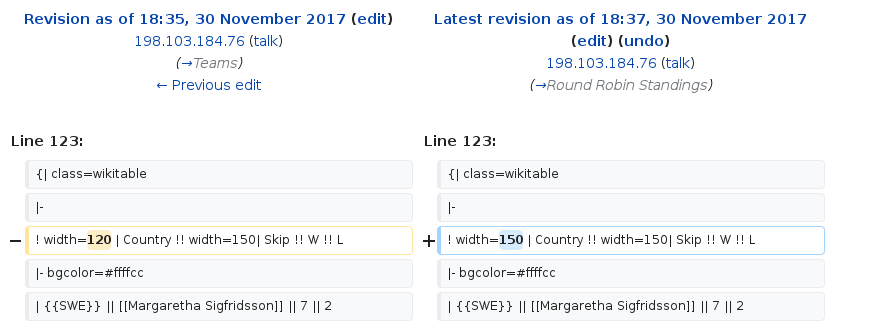 Revision as of 18:35, 30 November 2017 (edit)
198.103.184.76 (talk)
(→Teams)
← Previous edit
Latest revision as of 18:37, 30 November 2017
(edit) (undo)
198.103.184.76 (talk)
(→Round Robin Standings)
Line 123:
Line 123:
{| class=wikitable
{| class=wikitable
|-
|-
− ! width=120 | Country !! width=150| Skip !! W !! L
+ ! width=150 | Country !! width=150| Skip !! W !! L
|- bgcolor=#ffffcc
|- bgcolor=#ffffcc
| {{SWE}} || [[Margaretha Sigfridsson]] || 7 || 2
| {{SWE}} || [[Margaretha Sigfridsson]] || 7 || 2